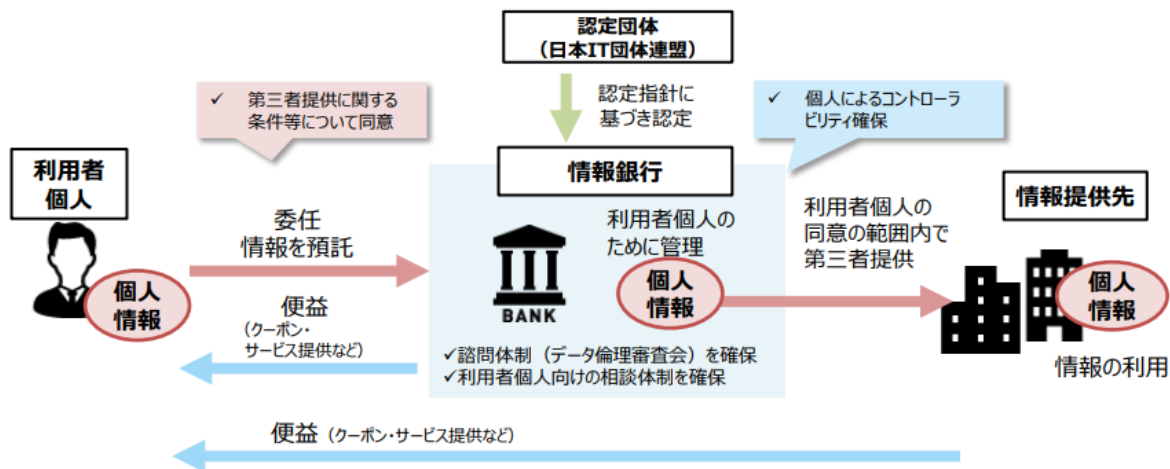 認定団体
（日本IT団体連盟）
認定指針に
基づき認定
✓ 第三者提供に関する
条件等について同意
✓ 個人によるコントローラ
ビリティ確保
利用者
個人
個人
情報
委任
情報を預託
便益
（クーポン・
サービス提供など）
情報銀行
BANK
利用者個人の
ために管理
個人
情報
✓諮問体制（データ倫理審査会）を確保
✓利用者個人向けの相談体制を確保
利用者個人の
同意の範囲内で
第三者提供
情報提供先
個人
情報
情報の利用
便益（クーポン・サービス提供など）